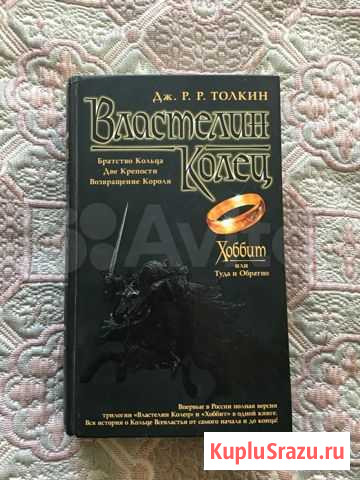 Дж. Р. Р. ТОЛКИН
Властелин
Колец
Братство Кольца
Две Крепости
Возвращение Короля
Хоббит
или
Туда и Обратно
Впервые в России полная версия
трилогии «Властелин Колец» и «Хоббит» в одной книге.
Вся история о Кольце Всевластья от самого начала и до конца!
Avito
KupluSrazu.ru